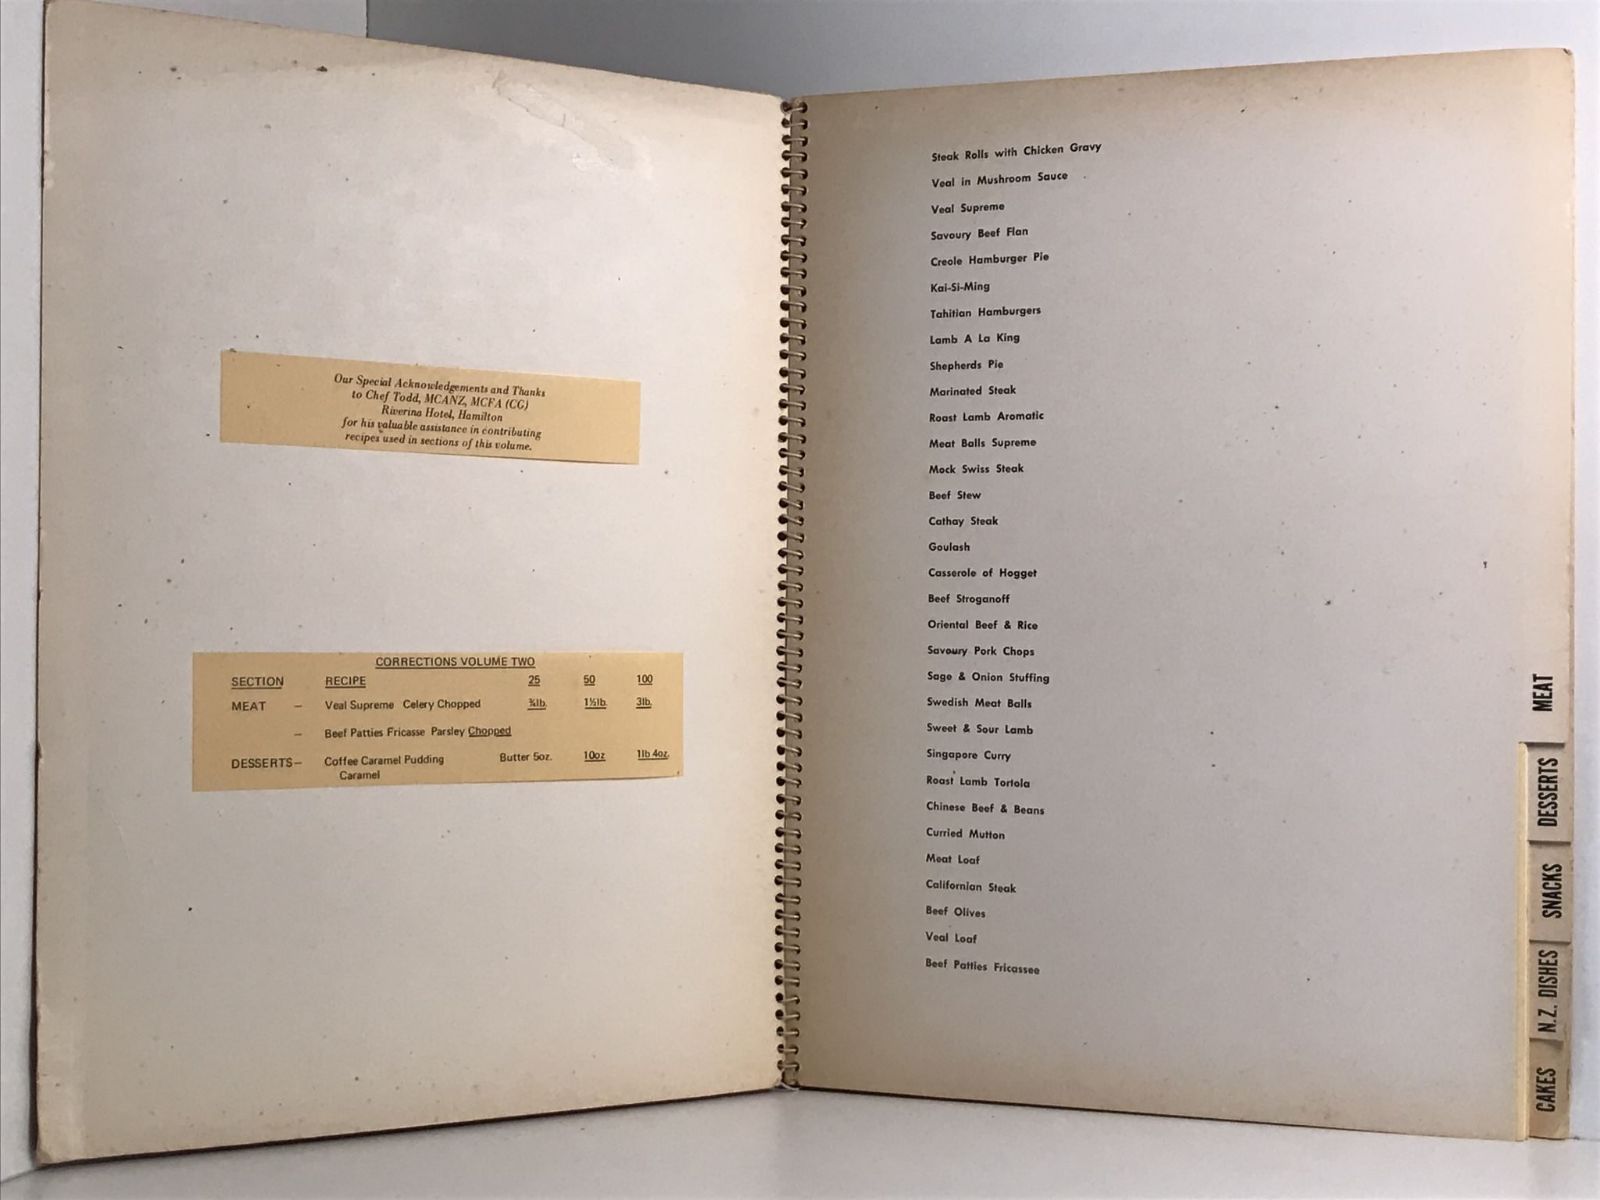 Our Special Acknowledgements and Thanks
to Chef Todd, MCANZ, MCFA (CG)
Riverina Hotel, Hamilton
for his valuable assistance in contributing
recipes used in sections of this volume.
CORRECTIONS VOLUME TWO
SECTION RECIPE 25 50 100
MEAT – Veal Supreme Celery Chopped ¾lb. 1½lb. 3lb.
– Beef Patties Fricasse Parsley Chopped
DESSERTS– Coffee Caramel Pudding Butter 5oz. 10oz 1lb 4oz.
Caramel
Steak Rolls with Chicken Gravy
Veal in Mushroom Sauce
Veal Supreme
Savoury Beef Flan
Creole Hamburger Pie
Kai-Si-Ming
Tahitian Hamburgers
Lamb A La King
Shepherds Pie
Marinated Steak
Roast Lamb Aromatic
Meat Balls Supreme
Mock Swiss Steak
Beef Stew
Cathay Steak
Goulash
Casserole of Hogget
Beef Stroganoff
Oriental Beef & Rice
Savoury Pork Chops
Sage & Onion Stuffing
Swedish Meat Balls
Sweet & Sour Lamb
Singapore Curry
Roast Lamb Tortola
Chinese Beef & Beans
Curried Mutton
Meat Loaf
Californian Steak
Beef Olives
Veal Loaf
Beef Patties Fricassee
MEAT
DESSERTS
SNACKS
N.Z. DISHES
CAKES